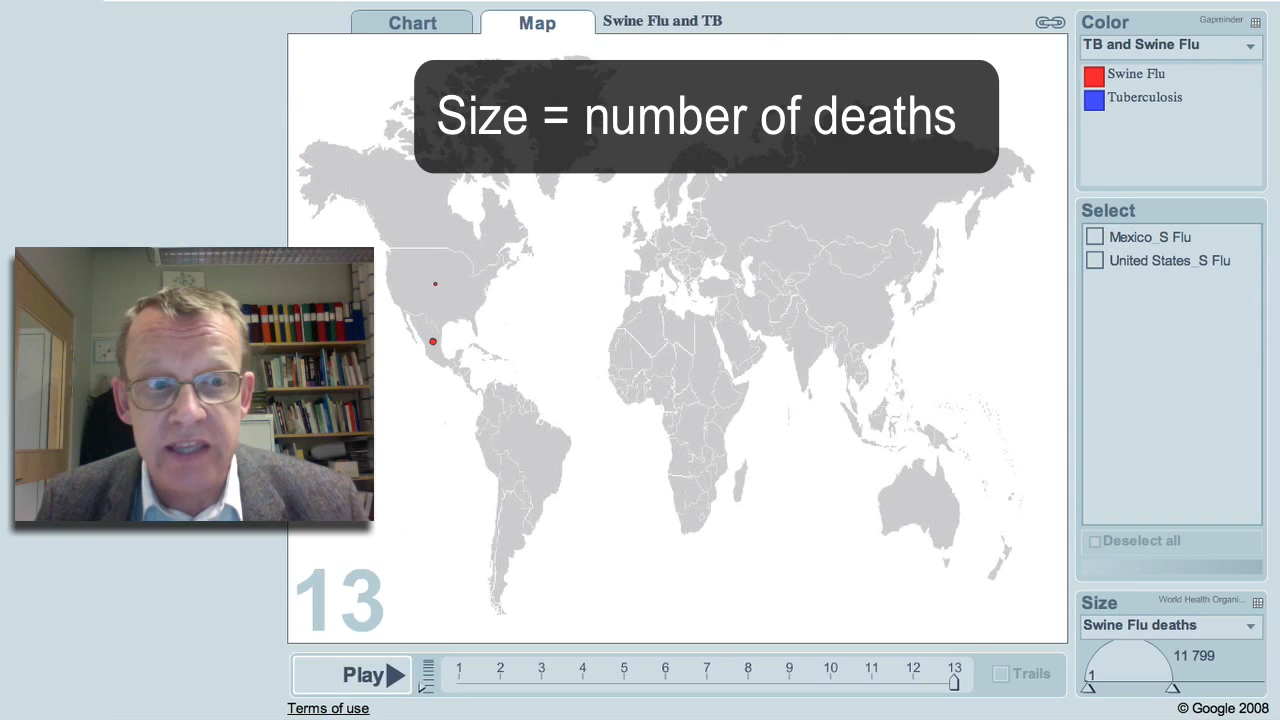 Chart
Map
Swine Flu and TB
Size = number of deaths
13
Play
1 2 3 4 5 6 7 8 9 10 11 12 13
Trails
Terms of use
Color
Gapminder
TB and Swine Flu
Swine Flu
Tuberculosis
Select
Mexico_S Flu
United States_S Flu
Deselect all
Size
World Health Organi...
Swine Flu deaths
11 799
1
© Google 2008